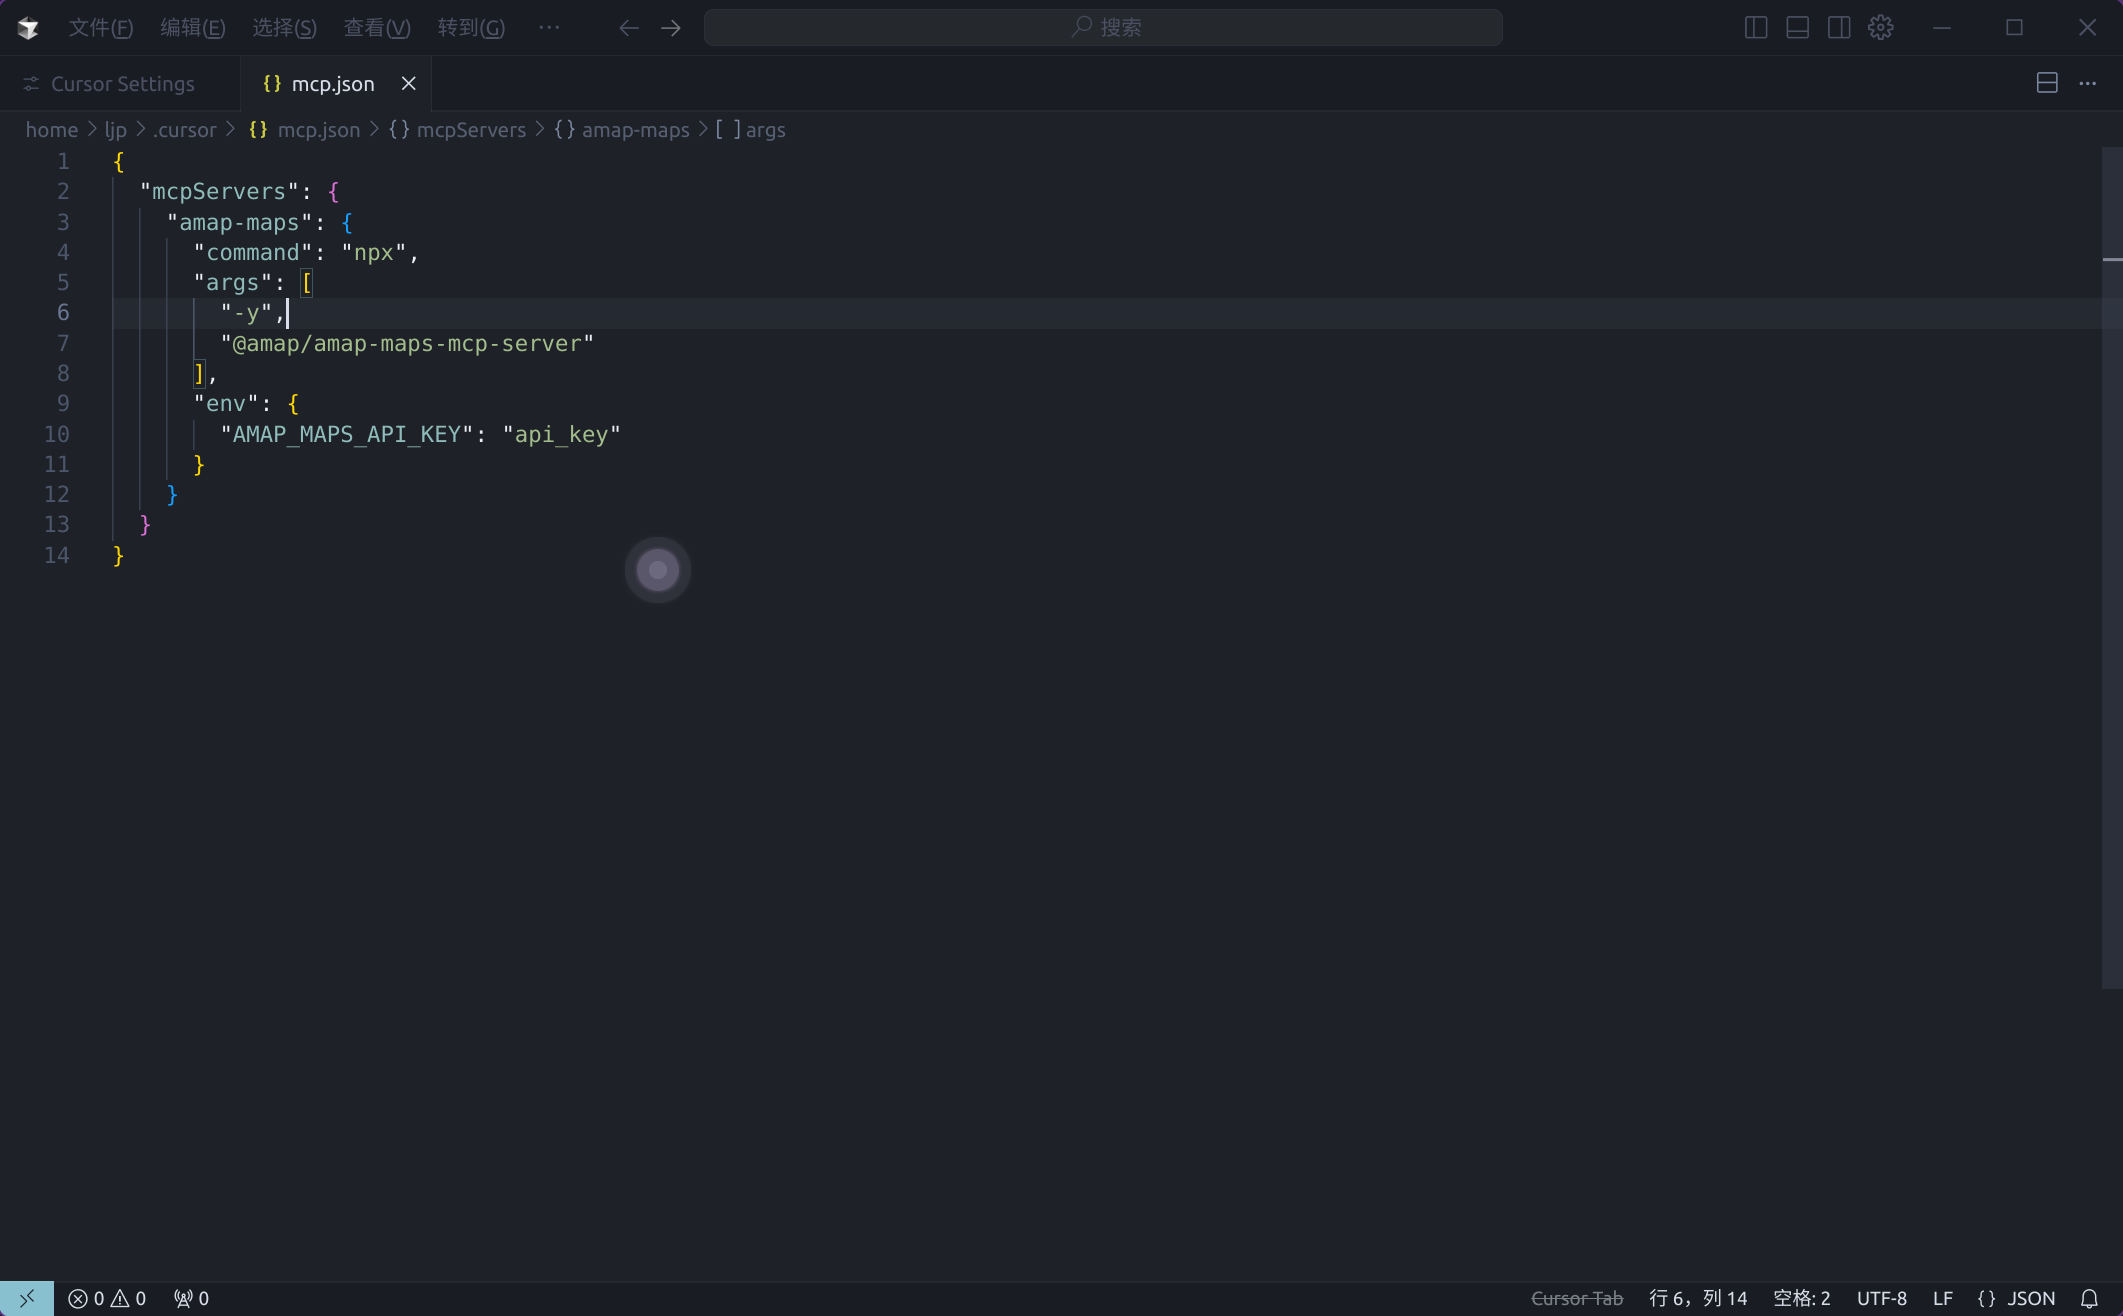 文件(F) 编辑(E) 选择(S) 查看(V) 转到(G) ··· 搜索
Cursor Settings {} mcp.json
home > ljp > .cursor > {} mcp.json > {} mcpServers > {} amap-maps > [ ] args
1 {
2 "mcpServers": {
3 "amap-maps": {
4 "command": "npx",
5 "args": [
6 "-y",
7 "@amap/amap-maps-mcp-server"
8 ],
9 "env": {
10 "AMAP_MAPS_API_KEY": "api_key"
11 }
12 }
13 }
14 }
0 0 0 Cursor Tab 行 6，列 14 空格: 2 UTF-8 LF {} JSON